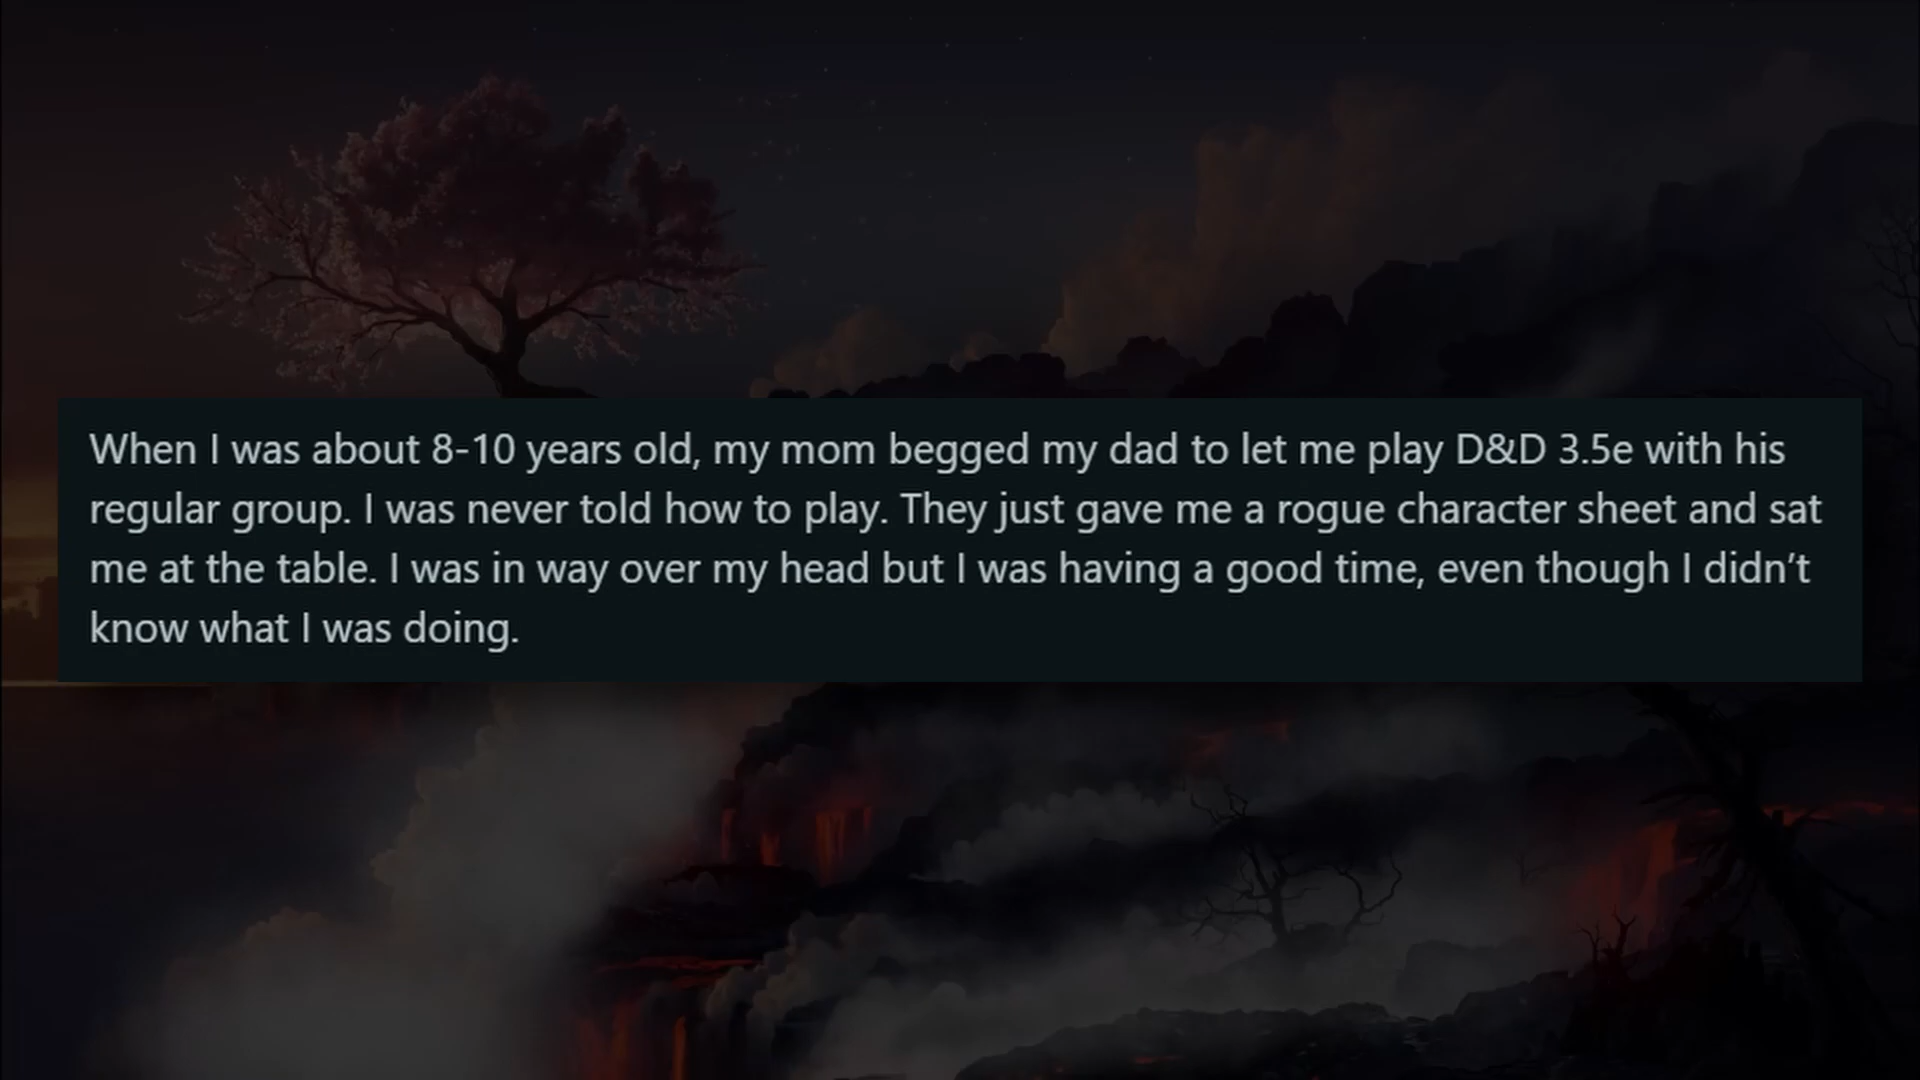 When I was about 8-10 years old, my mom begged my dad to let me play D&D 3.5e with his
regular group. I was never told how to play. They just gave me a rogue character sheet and sat
me at the table. I was in way over my head but I was having a good time, even though I didn’t
know what I was doing.